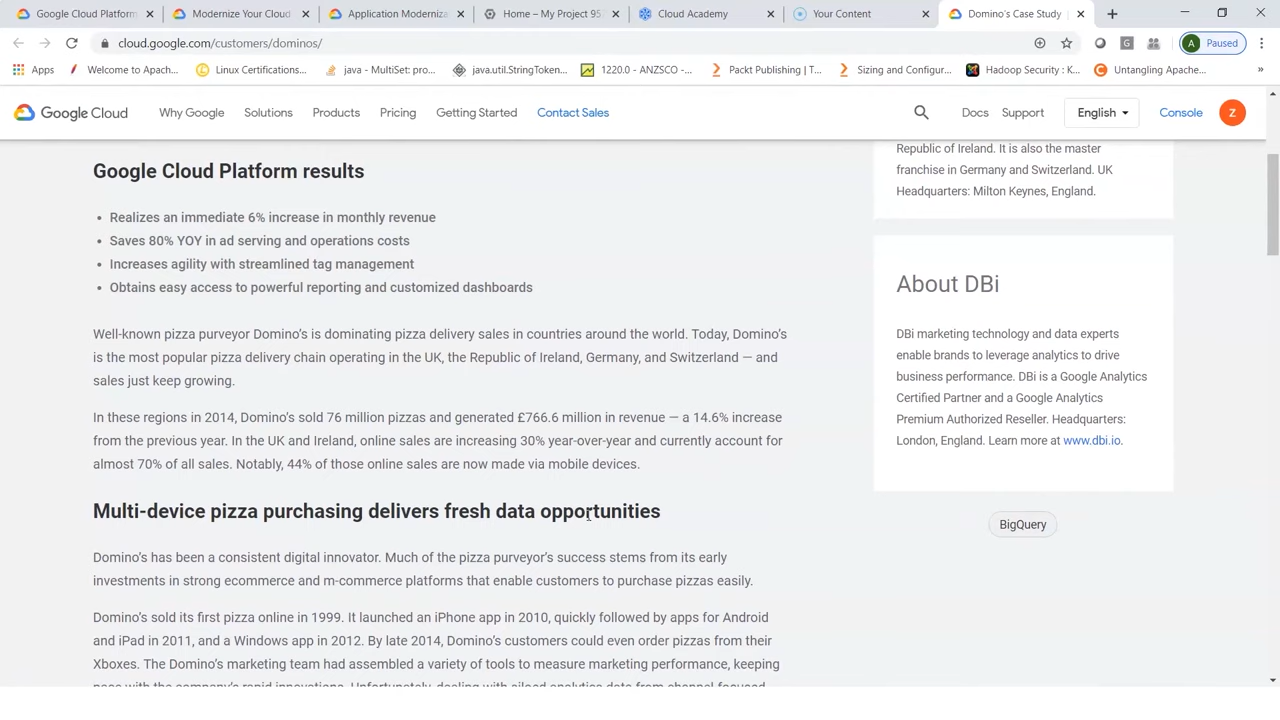 Google Cloud Platform
Modernize Your Cloud
Application Moderniza
Home – My Project 95
Cloud Academy
Your Content
Domino's Case Study
cloud.google.com/customers/dominos/
G
A Paused
Apps
Welcome to Apach...
Linux Certifications...
java - MultiSet: pro...
java.util.StringToken...
1220.0 - ANZSCO -...
Packt Publishing | T...
Sizing and Configur...
Hadoop Security : K...
Untangling Apache...
»
Google Cloud
Why Google
Solutions
Products
Pricing
Getting Started
Contact Sales
Docs
Support
English
Console
Z
Google Cloud Platform results
• Realizes an immediate 6% increase in monthly revenue
• Saves 80% YOY in ad serving and operations costs
• Increases agility with streamlined tag management
• Obtains easy access to powerful reporting and customized dashboards
Well-known pizza purveyor Domino's is dominating pizza delivery sales in countries around the world. Today, Domino's
is the most popular pizza delivery chain operating in the UK, the Republic of Ireland, Germany, and Switzerland — and
sales just keep growing.
In these regions in 2014, Domino's sold 76 million pizzas and generated £766.6 million in revenue — a 14.6% increase
from the previous year. In the UK and Ireland, online sales are increasing 30% year-over-year and currently account for
almost 70% of all sales. Notably, 44% of those online sales are now made via mobile devices.
Multi-device pizza purchasing delivers fresh data opportunities
Domino's has been a consistent digital innovator. Much of the pizza purveyor's success stems from its early
investments in strong ecommerce and m-commerce platforms that enable customers to purchase pizzas easily.
Domino's sold its first pizza online in 1999. It launched an iPhone app in 2010, quickly followed by apps for Android
and iPad in 2011, and a Windows app in 2012. By late 2014, Domino's customers could even order pizzas from their
Xboxes. The Domino's marketing team had assembled a variety of tools to measure marketing performance, keeping
pace with the company's rapid innovations. Unfortunately, dealing with siloed analytics data from channel-focused
Republic of Ireland. It is also the master
franchise in Germany and Switzerland. UK
Headquarters: Milton Keynes, England.
About DBi
DBi marketing technology and data experts
enable brands to leverage analytics to drive
business performance. DBi is a Google Analytics
Certified Partner and a Google Analytics
Premium Authorized Reseller. Headquarters:
London, England. Learn more at www.dbi.io.
BigQuery